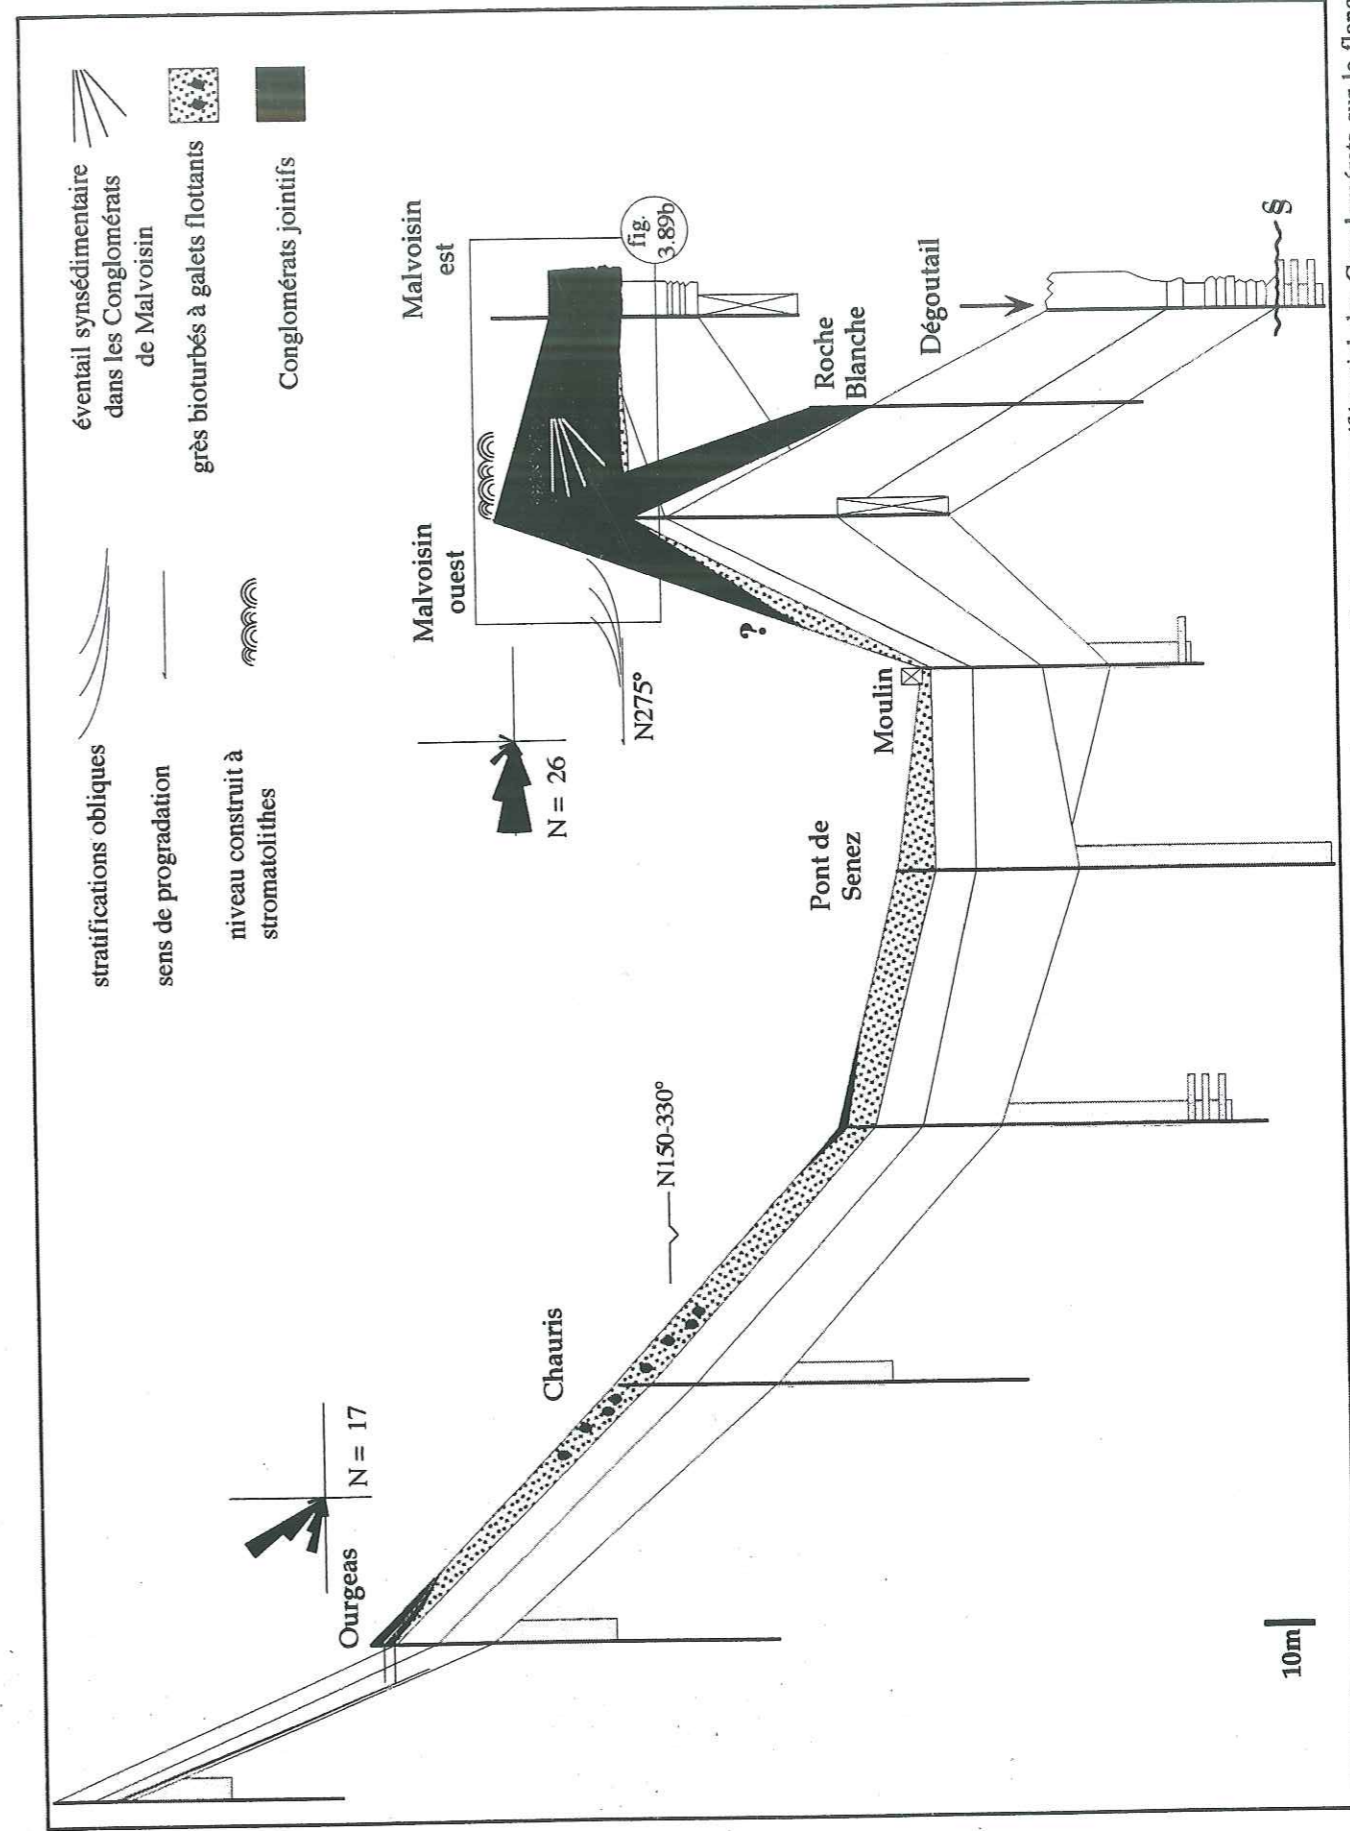 stratifications obliques
sens de progradation
niveau construit à
stromatolithes
éventail synsédimentaire
dans les Conglomérats
de Malvoisin
grès bioturbés à galets flottants
Conglomérats jointifs
Ourgeas
N = 17
Chauris
N150-330°
Pont de
Senez
Moulin
N = 26
N275°
Malvoisin
ouest
?
Malvoisin
est
fig.
3.89b
Roche
Blanche
Dégoutail
§
10m